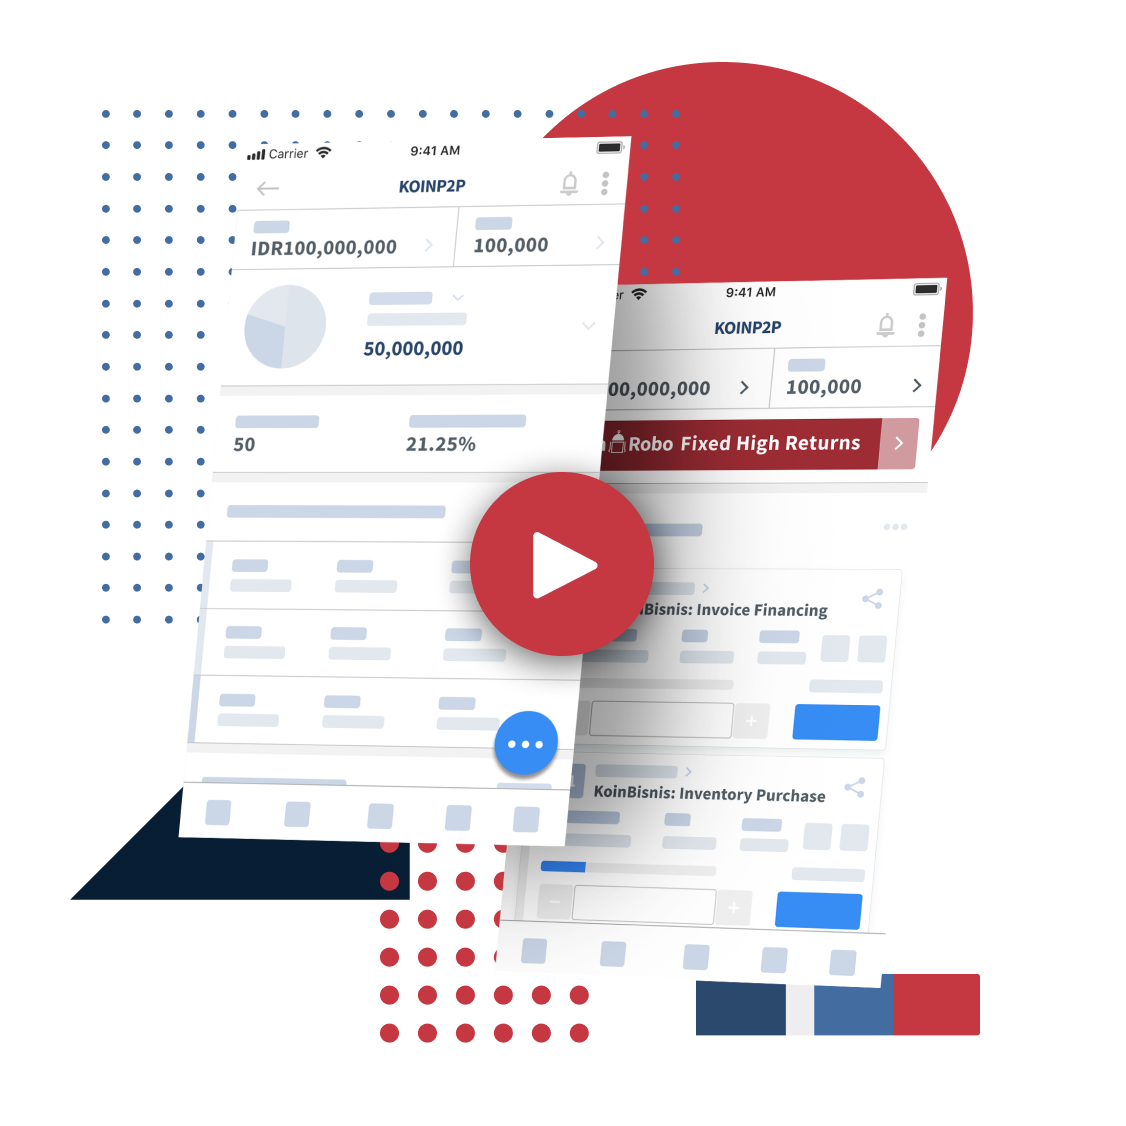 Carrier 9:41 AM
KOINP2P
IDR100,000,000
100,000
50,000,000
50
21.25%
9:41 AM
KOINP2P
00,000,000
100,000
Robo Fixed High Returns
Bisnis: Invoice Financing
KoinBisnis: Inventory Purchase